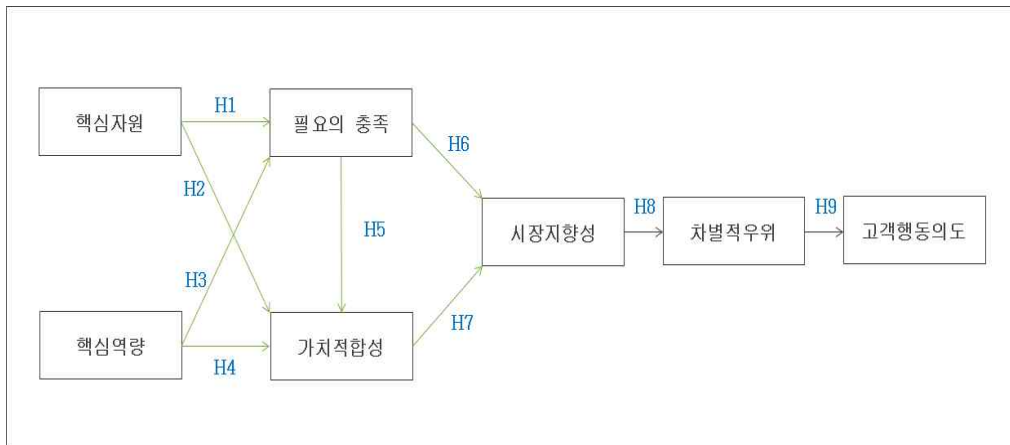 H1
핵심자원
필요의 충족
H6
H2
H8
H9
시장지향성
차별적우위
고객행동의도
H5
H3
H7
핵심역량
가치적합성
H4